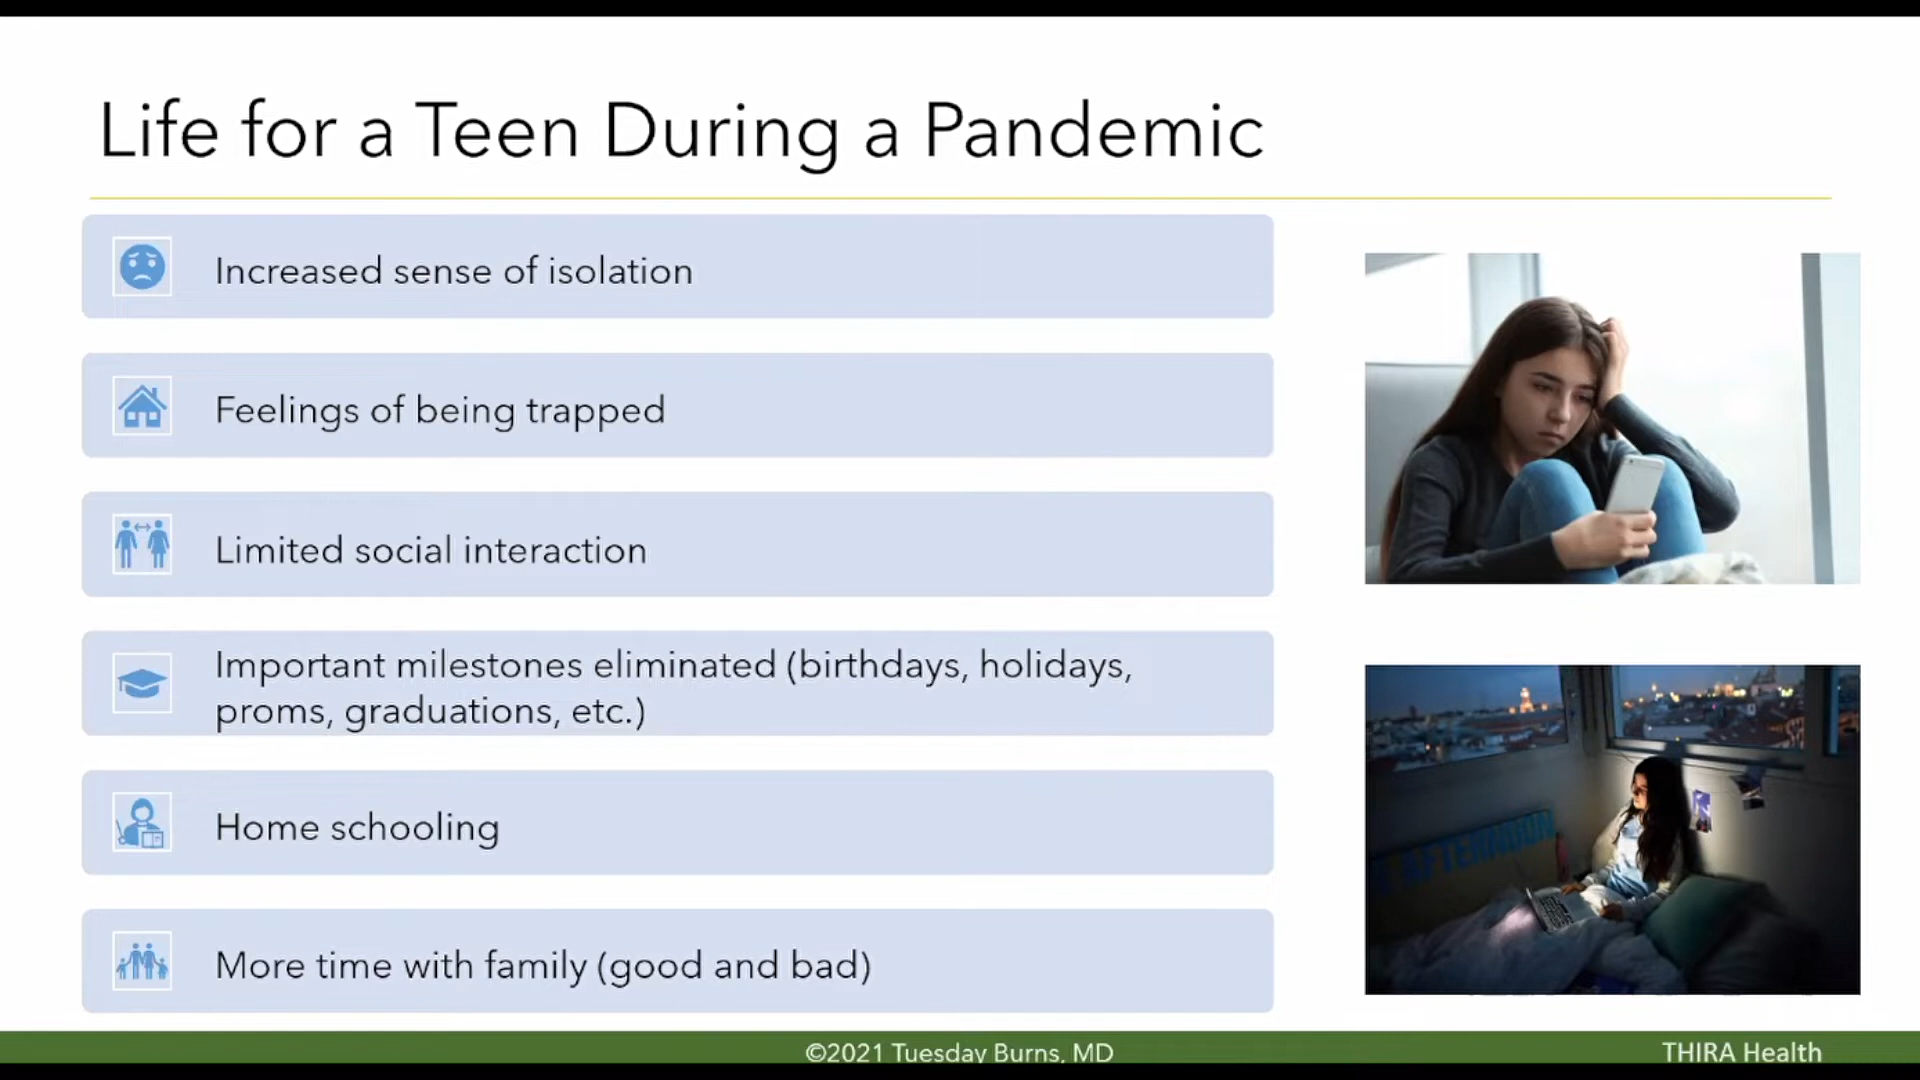 Life for a Teen During a Pandemic
Increased sense of isolation
Feelings of being trapped
Limited social interaction
Important milestones eliminated (birthdays, holidays,
proms, graduations, etc.)
Home schooling
More time with family (good and bad)
AFTERNOON
©2021 Tuesday Burns, MD
THIRA Health